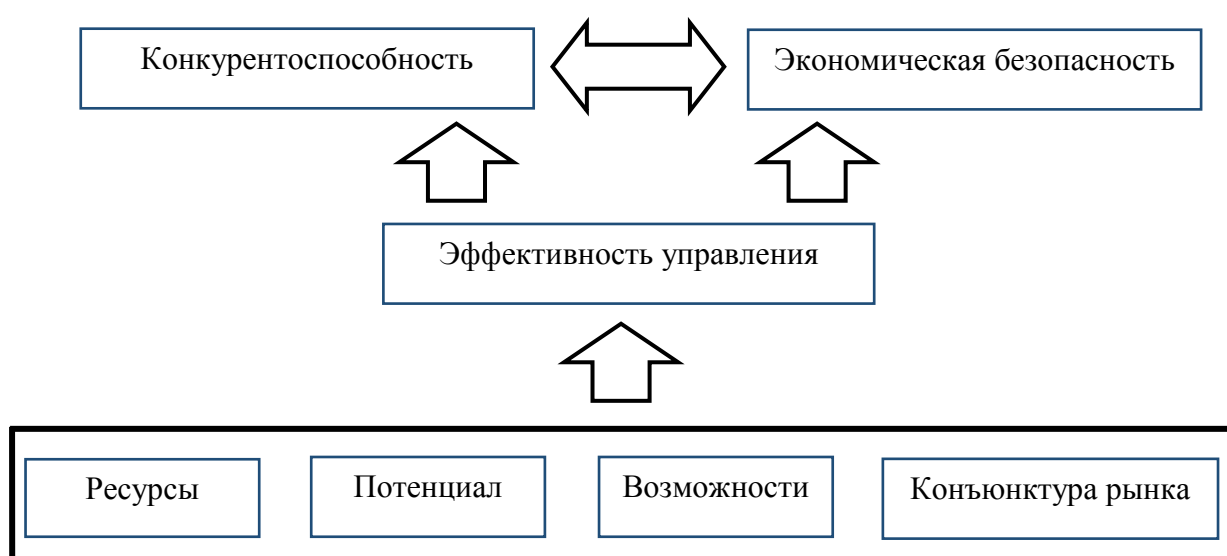 Конкурентоспособность
Экономическая безопасность
Эффективность управления
Ресурсы
Потенциал
Возможности
Конъюнктура рынка